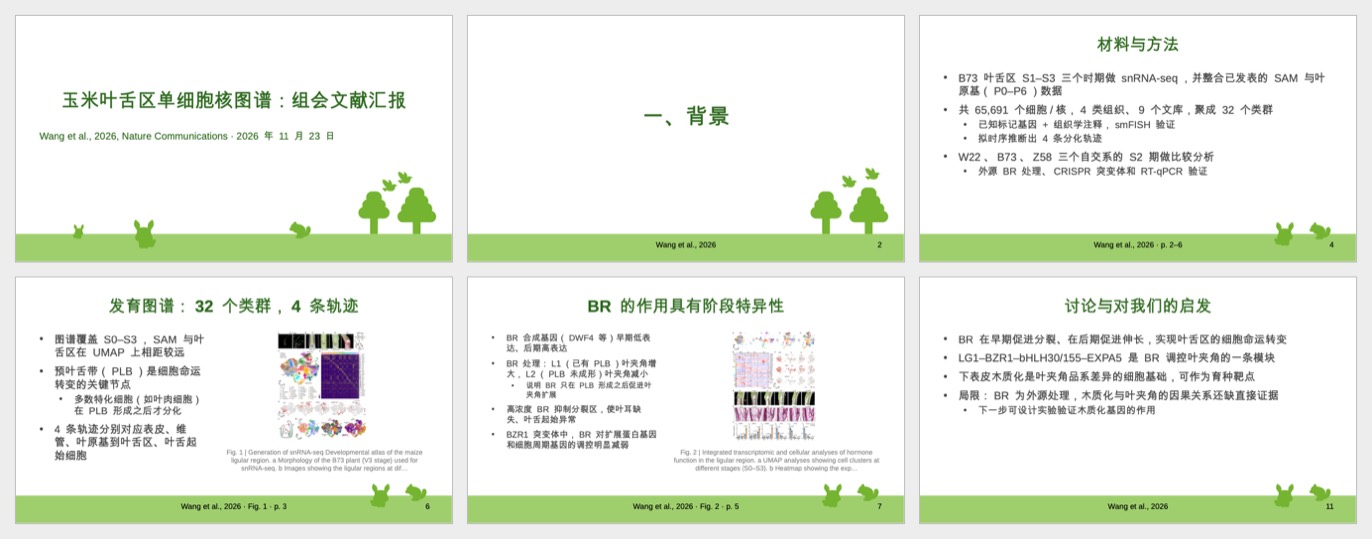 玉米叶舌区单细胞核图谱：组会文献汇报
Wang et al., 2026, Nature Communications · 2026 年 11 月 23 日
一、背景
Wang et al., 2026
2
材料与方法
• B73 叶舌区 S1–S3 三个时期做 snRNA-seq ，并整合已发表的 SAM 与叶
原基（ P0–P6 ）数据
• 共 65,691 个细胞 / 核， 4 类组织、 9 个文库，聚成 32 个类群
• 已知标记基因 + 组织学注释， smFISH 验证
• 拟时序推断出 4 条分化轨迹
• W22 、 B73 、 Z58 三个自交系的 S2 期做比较分析
• 外源 BR 处理、 CRISPR 突变体和 RT-qPCR 验证
Wang et al., 2026 · p. 2–6
4
发育图谱： 32 个类群， 4 条轨迹
• 图谱覆盖 S0–S3 ， SAM 与叶
舌区在 UMAP 上相距较远
• 预叶舌带（ PLB ）是细胞命运
转变的关键节点
• 多数特化细胞（如叶肉细胞）
在 PLB 形成之后才分化
• 4 条轨迹分别对应表皮、维
管、叶原基到叶舌区、叶舌起
始细胞
Fig. 1 | Generation of snRNA-seq Developmental atlas of the maize
ligular region. a Morphology of the B73 plant (V3 stage) used for
snRNA-seq. b Images showing the ligular regions at dif…
Wang et al., 2026 · Fig. 1 · p. 3
6
BR 的作用具有阶段特异性
• BR 合成基因（ DWF4 等）早期低表
达、后期高表达
• BR 处理： L1 （已有 PLB ）叶夹角增
大， L2 （ PLB 未成形）叶夹角减小
• 说明 BR 只在 PLB 形成之后促进叶
夹角扩展
• 高浓度 BR 抑制分裂区，使叶耳缺
失、叶舌起始异常
• BZR1 突变体中， BR 对扩展蛋白基因
和细胞周期基因的调控明显减弱
Fig. 2 | Integrated transcriptomic and cellular analyses of hormone
function in the ligular region. a UMAP analyses showing cell clusters at
different stages (S0–S3). b Heatmap showing the exp…
Wang et al., 2026 · Fig. 2 · p. 5
7
讨论与对我们的启发
• BR 在早期促进分裂、在后期促进伸长，实现叶舌区的细胞命运转变
• LG1–BZR1–bHLH30/155–EXPA5 是 BR 调控叶夹角的一条模块
• 下表皮木质化是叶夹角品系差异的细胞基础，可作为育种靶点
• 局限： BR 为外源处理，木质化与叶夹角的因果关系还缺直接证据
• 下一步可设计实验验证木质化基因的作用
Wang et al., 2026
11